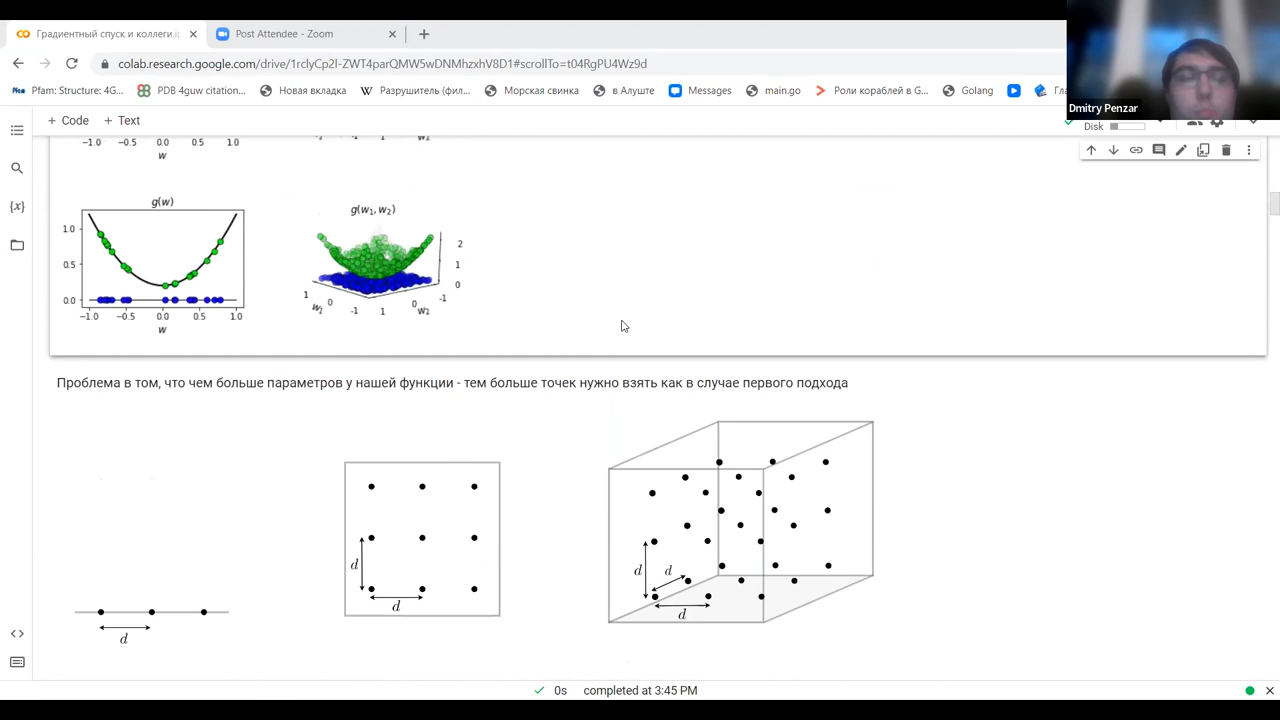 Градиентный спуск и коллеги.i
Post Attendee - Zoom
colab.research.google.com/drive/1rclyCp2I-ZWT4parQMW5wDNMhzxhV8D1#scrollTo=t04RgPU4Wz9d
Pfam: Structure: 4G...
PDB 4guw citation...
Новая вкладка
Разрушитель (фил...
Морская свинка
в Алуште
Messages
main.go
Роли кораблей в G...
Golang
Dmitry Penzar
+ Code + Text
Disk
−1.0 −0.5 0.0 0.5 1.0
w
-1 1 w₁
g(w)
1.0
0.5
0.0
−1.0 −0.5 0.0 0.5 1.0
w
g(w₁, w₂)
2
1
0
1 0 -1
w₂
1 0 -1
w₂
Проблема в том, что чем больше параметров у нашей функции - тем больше точек нужно взять как в случае первого подхода
d
d
d
d
d
d
0s completed at 3:45 PM